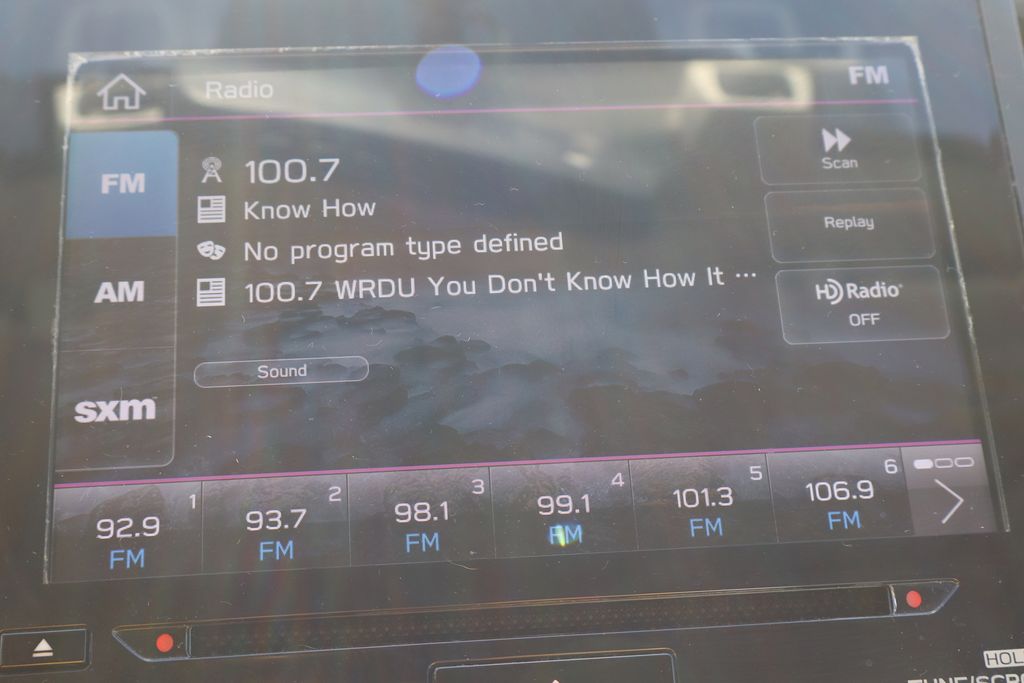 Radio
FM
FM
AM
sxm
100.7
Know How
No program type defined
100.7 WRDU You Don't Know How It ...
Sound
Scan
Replay
HD Radio
OFF
1
92.9
FM
2
93.7
FM
3
98.1
FM
4
99.1
FM
5
101.3
FM
6
106.9
FM